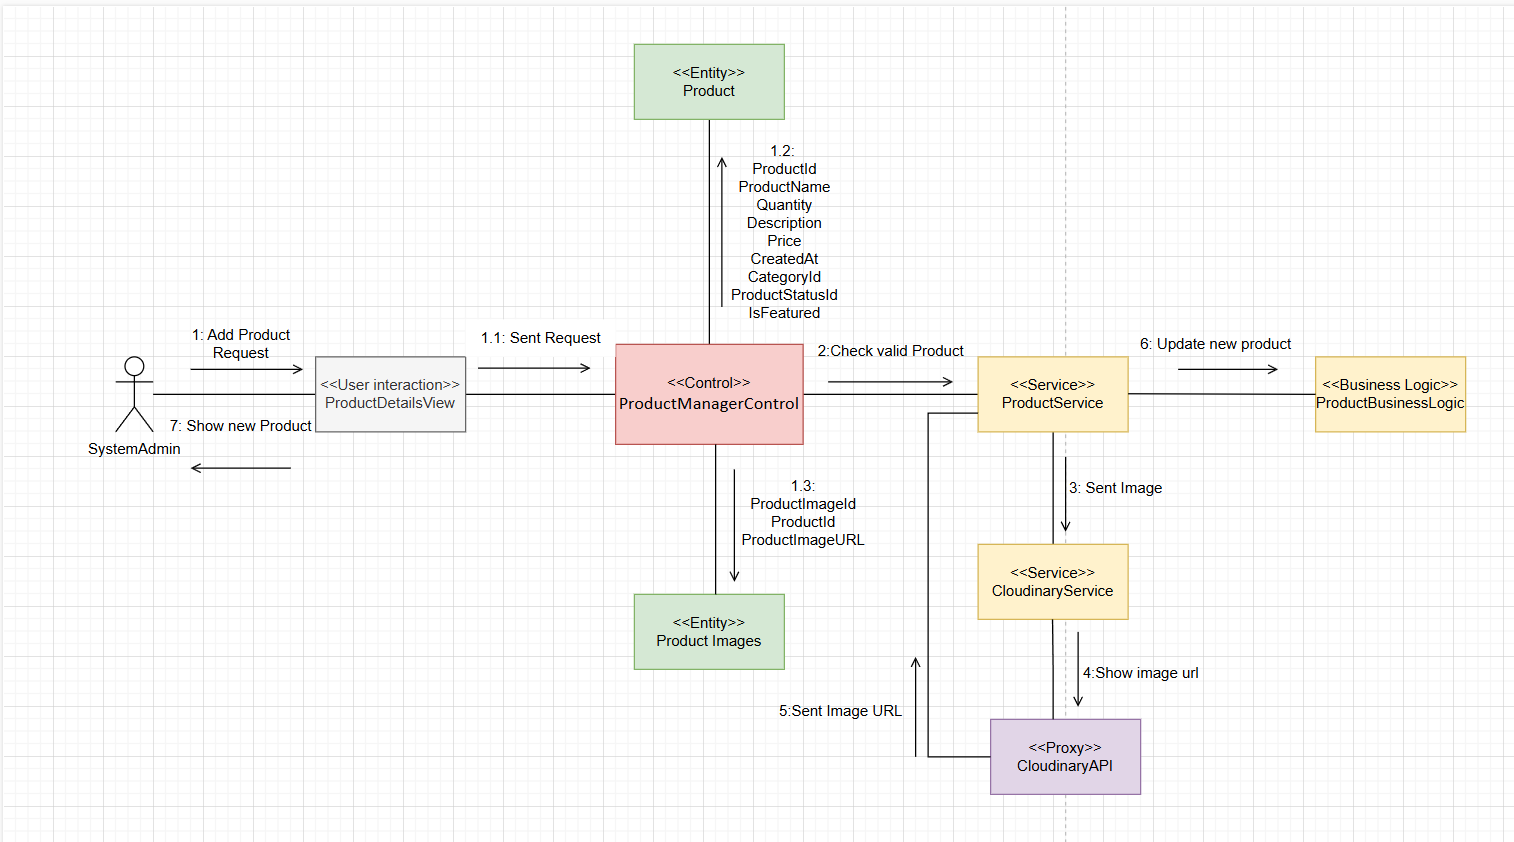 <<Entity>>
Product
1.2:
ProductId
ProductName
Quantity
Description
Price
CreatedAt
CategoryId
ProductStatusId
IsFeatured
1: Add Product
Request
1.1: Sent Request
2:Check valid Product
6: Update new product
<<User interaction>>
ProductDetailsView
<<Control>>
ProductManagerControl
<<Service>>
ProductService
<<Business Logic>>
ProductBusinessLogic
7: Show new Product
SystemAdmin
1.3:
ProductImageId
ProductId
ProductImageURL
3: Sent Image
<<Service>>
CloudinaryService
<<Entity>>
Product Images
4:Show image url
5:Sent Image URL
<<Proxy>>
CloudinaryAPI